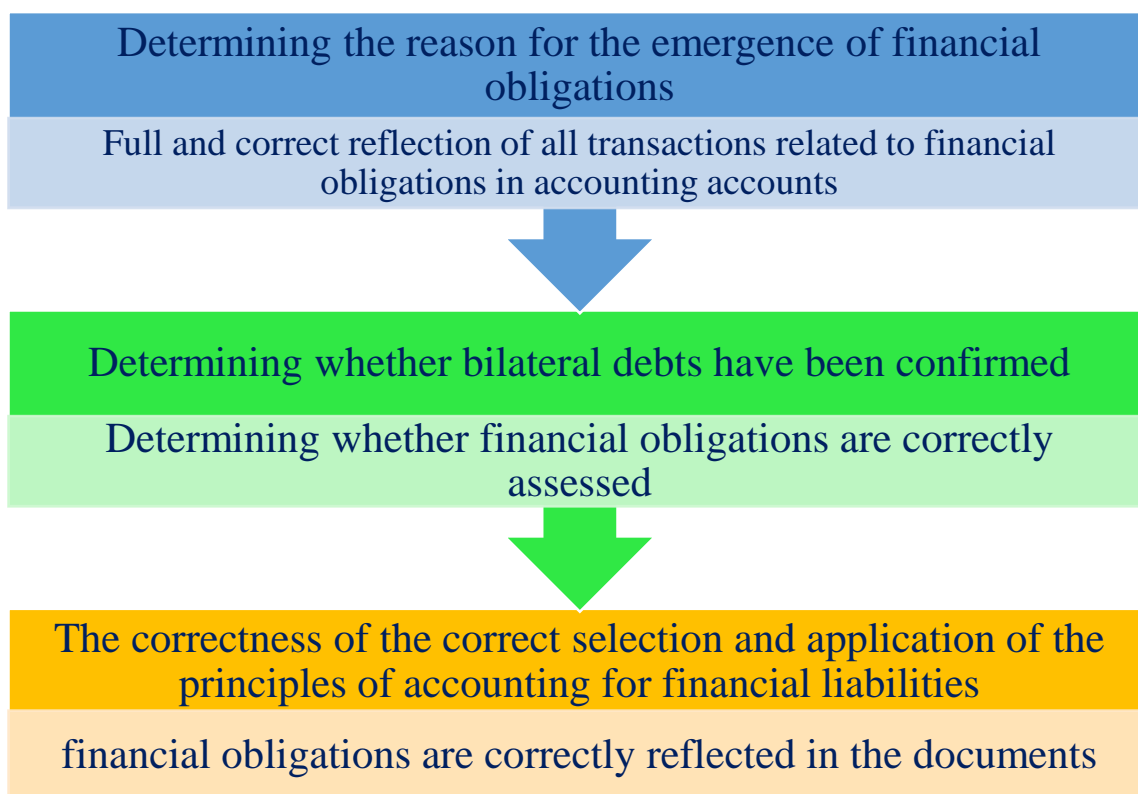 Determining the reason for the emergence of financial
obligations
Full and correct reflection of all transactions related to financial
obligations in accounting accounts
Determining whether bilateral debts have been confirmed
Determining whether financial obligations are correctly
assessed
The correctness of the correct selection and application of the
principles of accounting for financial liabilities
financial obligations are correctly reflected in the documents